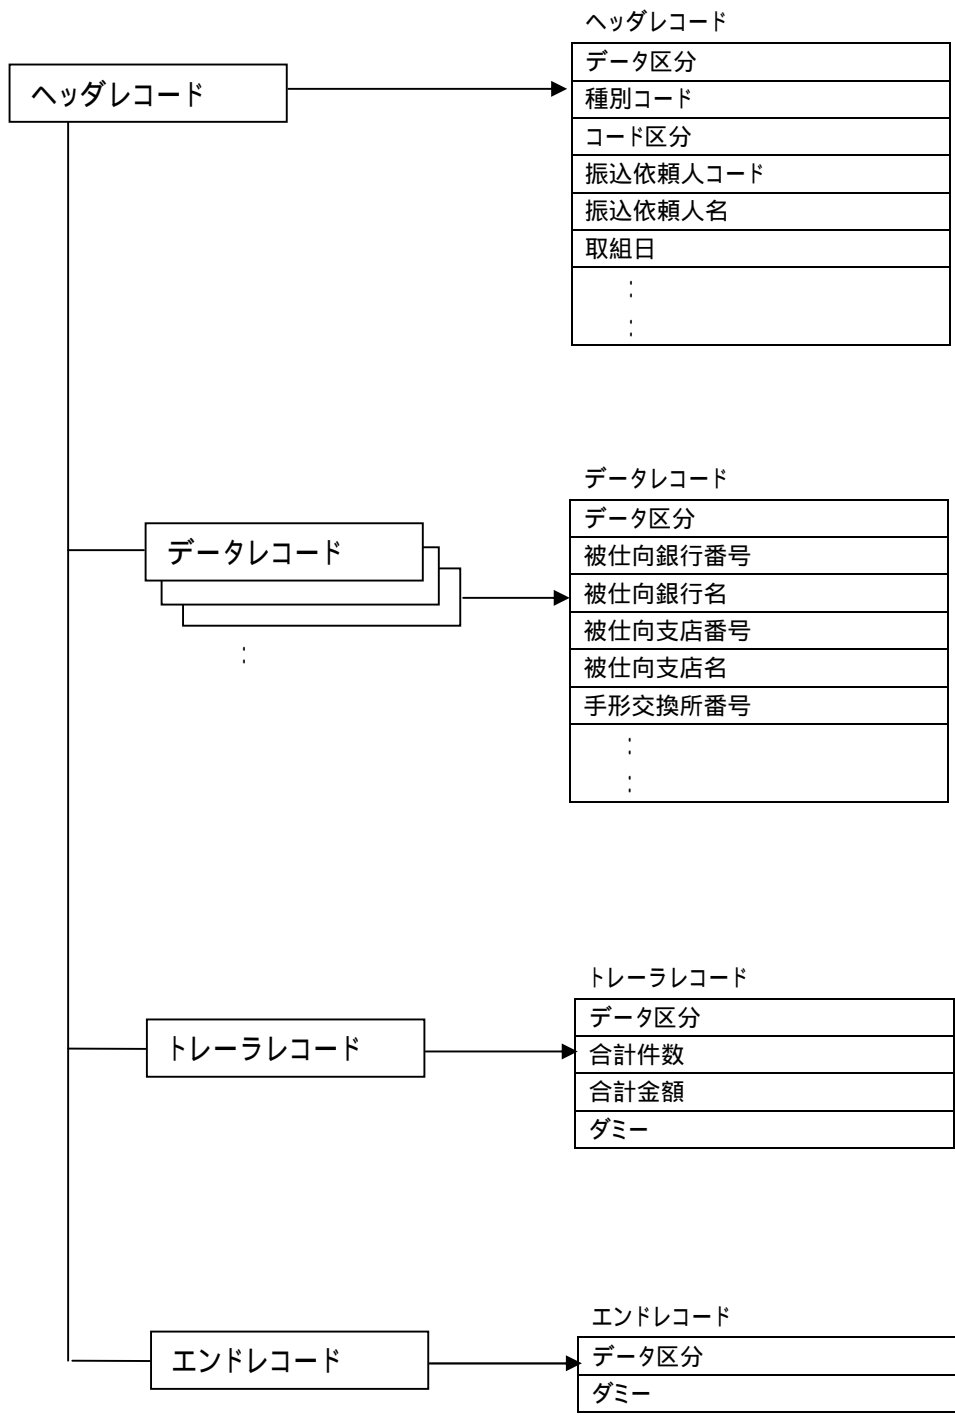 ヘッダレコード
ヘッダレコード
データ区分
種別コード
コード区分
振込依頼人コード
振込依頼人名
取組日
:
:
データレコード
:
データレコード
データ区分
被仕向銀行番号
被仕向銀行名
被仕向支店番号
被仕向支店名
手形交換所番号
:
:
トレーラレコード
トレーラレコード
データ区分
合計件数
合計金額
ダミー
エンドレコード
エンドレコード
データ区分
ダミー